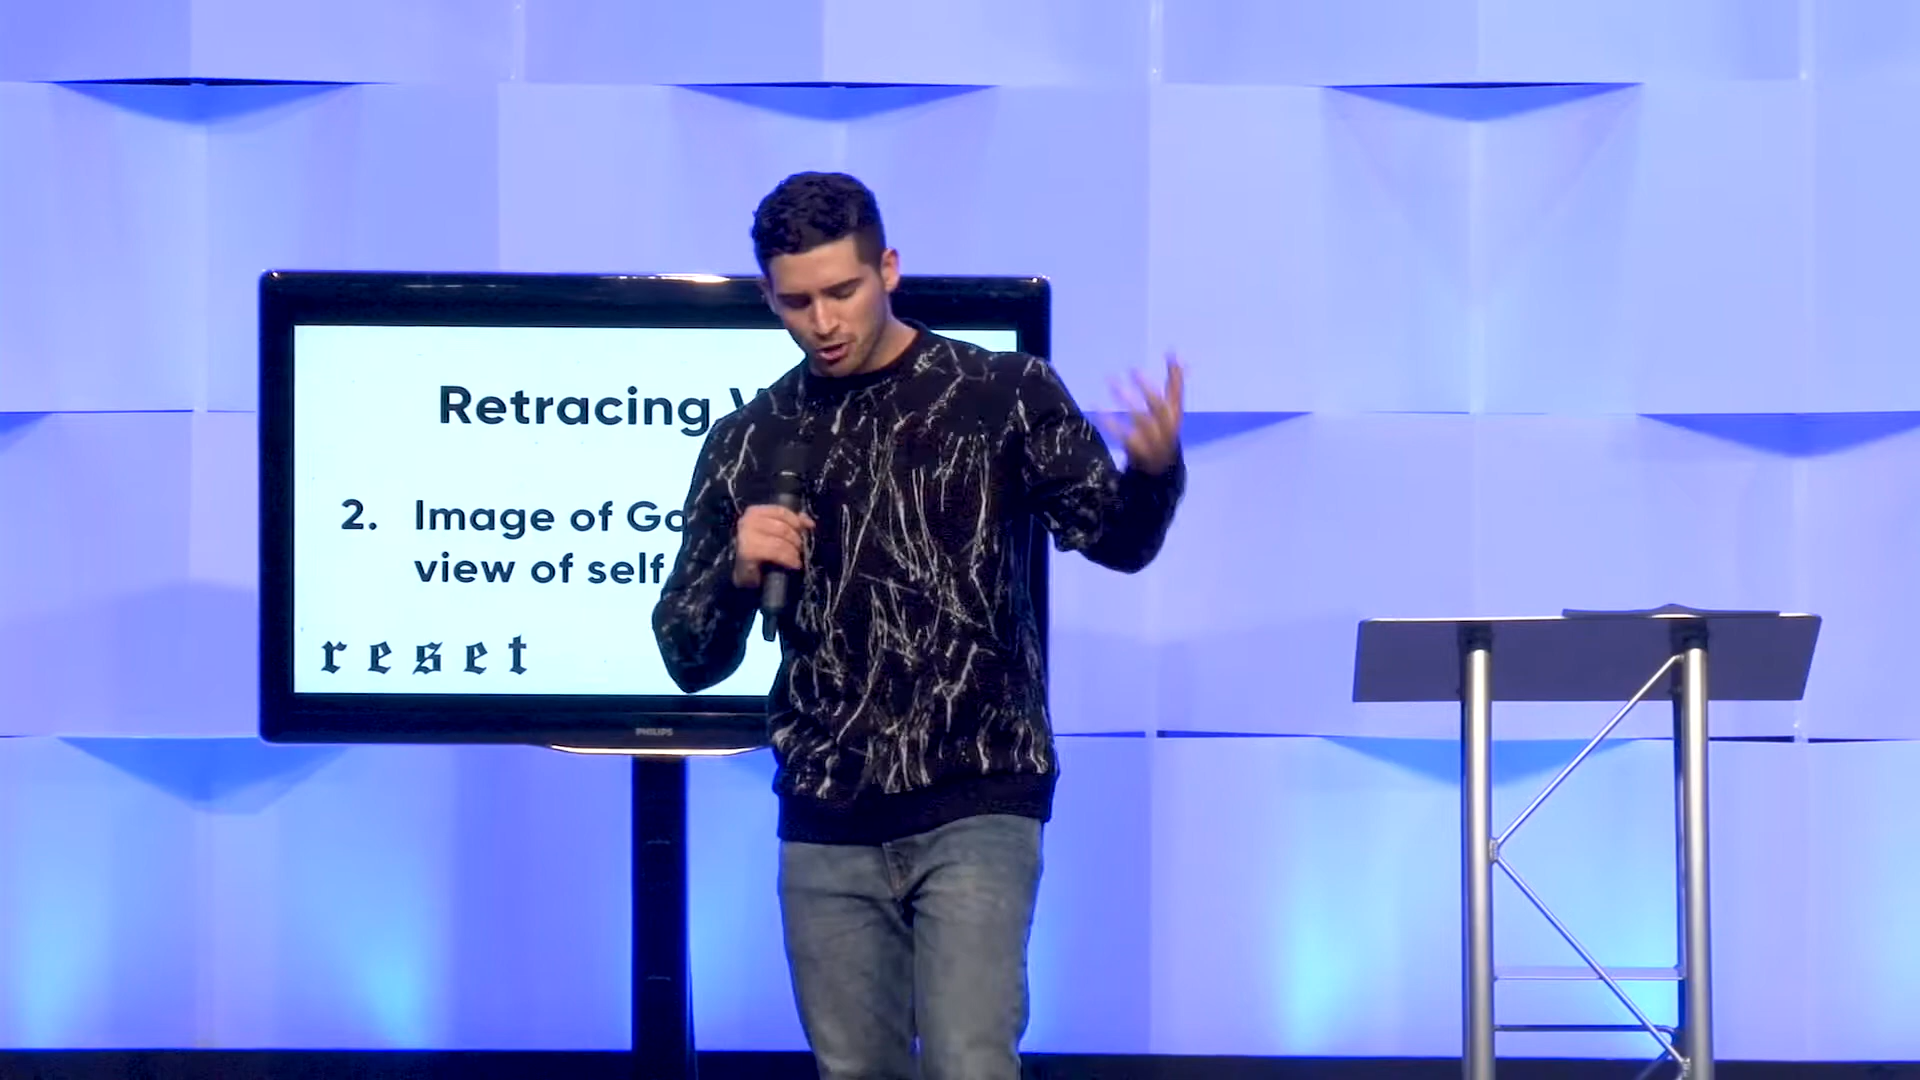 Retracing
2. Image of
view of self
reset
PHILIPS